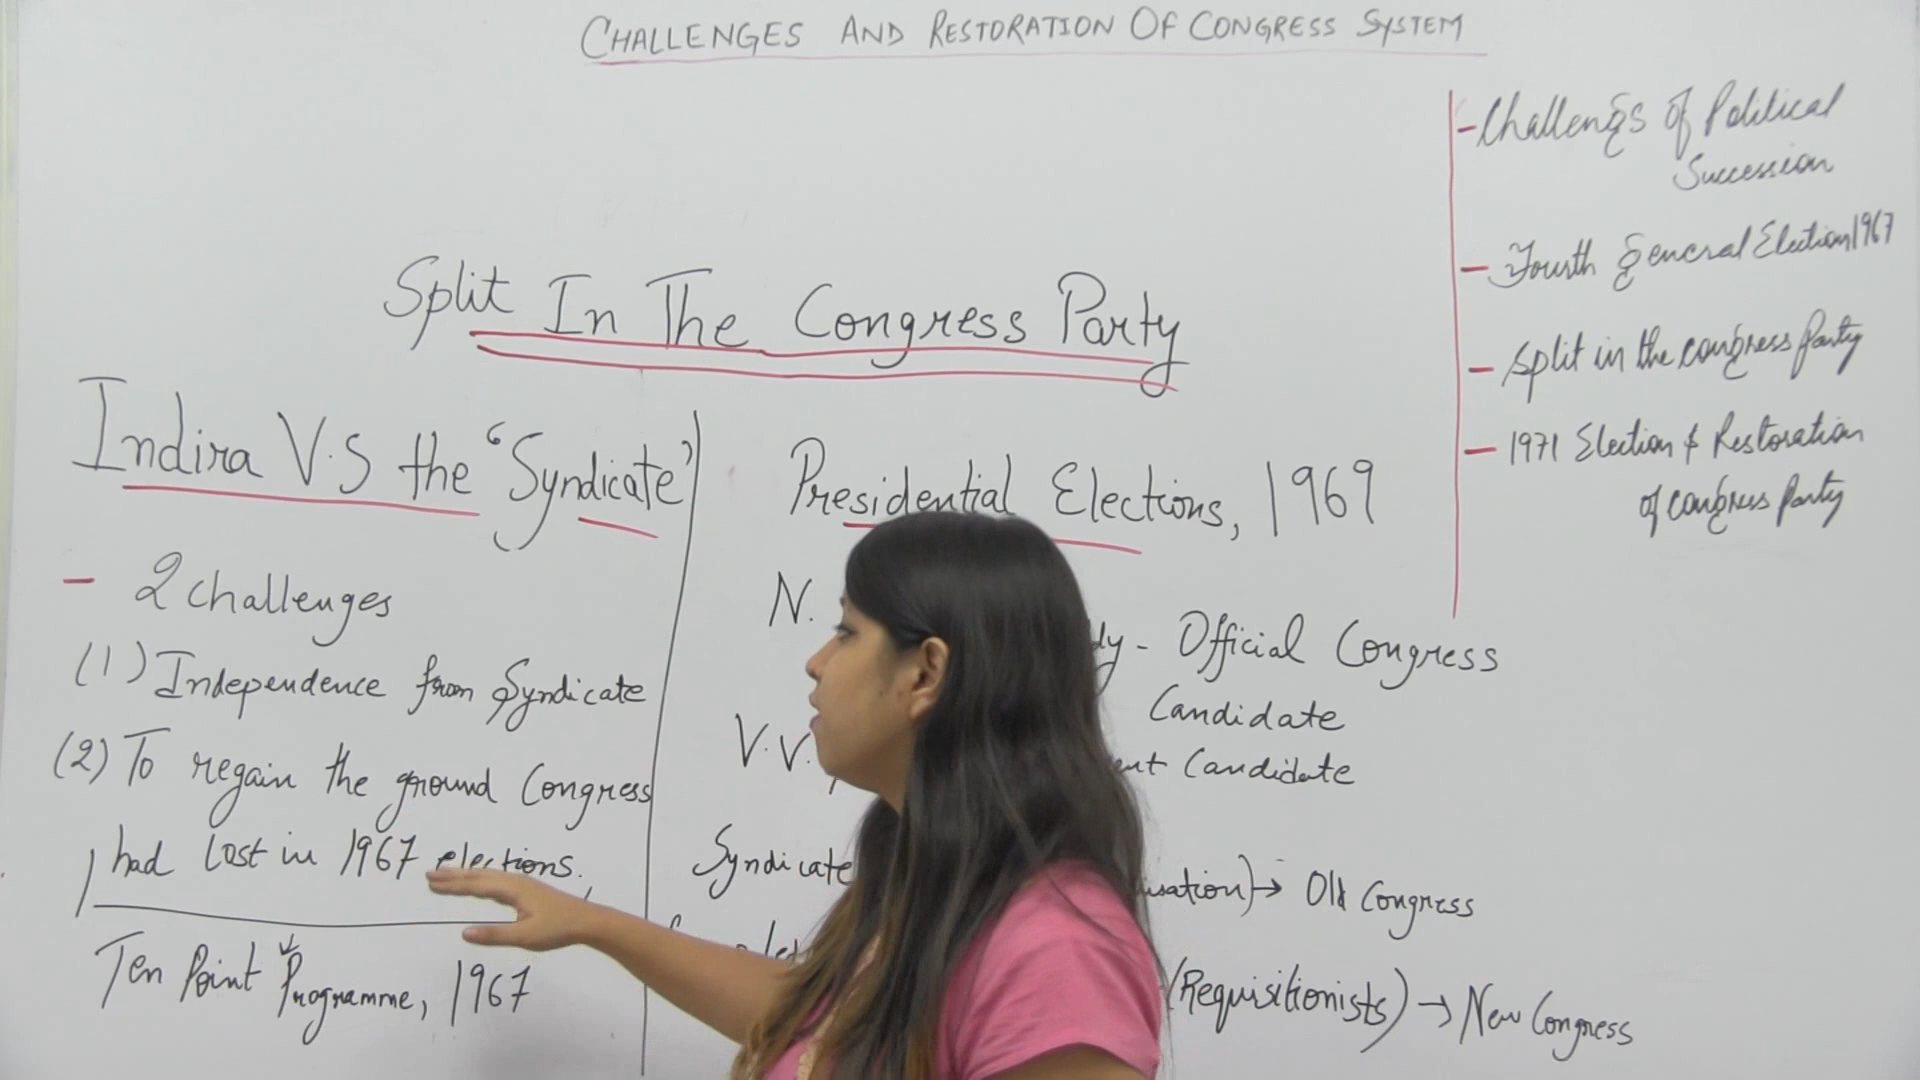 CHALLENGES AND RESTORATION OF CONGRESS SYSTEM
Split In The Congress Party
Indira V.S the 'Syndicate'
- 2 challenges
(1) Independence from Syndicate
(2) To regain the ground Congress
had lost in 1967 elections.
Ten Point Programme, 1967
Presidential Elections, 1969
N. - Official Congress
Candidate
V.V. Candidate
Syndicate → Old Congress
(Requisitionists) → New Congress
- Challenges of Political
Succession
- Fourth General Election 1967
- Split in the congress Party
- 1971 Election & Restoration
of congress Party